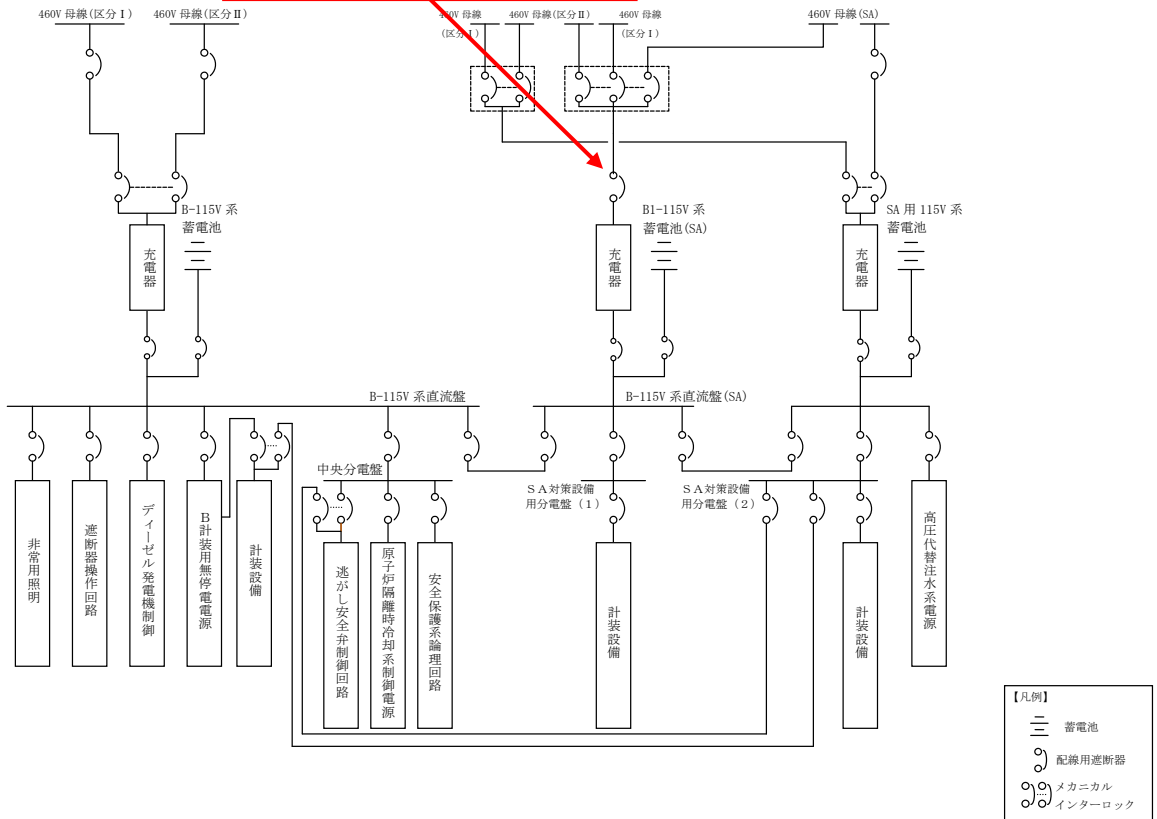 460V 母線(区分Ⅰ)
460V 母線(区分Ⅱ)
460V 母線
(区分Ⅰ)
460V 母線(区分Ⅱ)
460V 母線
(区分Ⅰ)
460V 母線(SA)
B-115V 系
蓄電池
B1-115V 系
蓄電池(SA)
SA 用 115V 系
蓄電池
充電器
充電器
充電器
B-115V 系直流盤
B-115V 系直流盤(SA)
中央分電盤
SA対策設備
用分電盤（1）
SA対策設備
用分電盤（2）
非常用照明
遮断器操作回路
ディーゼル発電機制御
B計装用無停電電源
計装設備
逃がし安全弁制御回路
原子炉隔離時冷却系制御電源
安全保護系論理回路
計装設備
計装設備
高圧代替注水系電源
【凡例】
蓄電池
配線用遮断器
メカニカル
インターロック